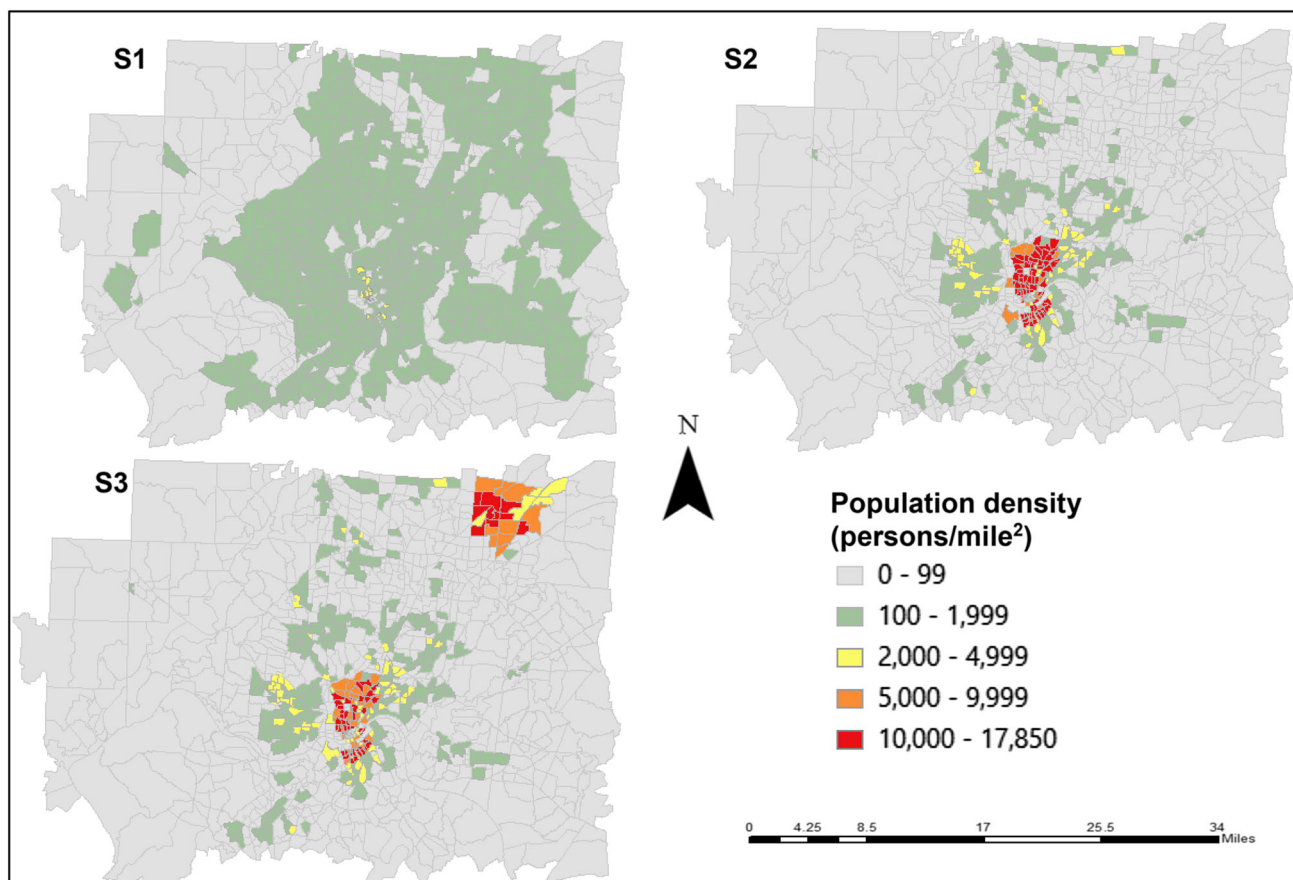 S1
S2
N
S3
Population density
(persons/mile²)
0 - 99
100 - 1,999
2,000 - 4,999
5,000 - 9,999
10,000 - 17,850
0 4.25 8.5 17 25.5 34
Miles